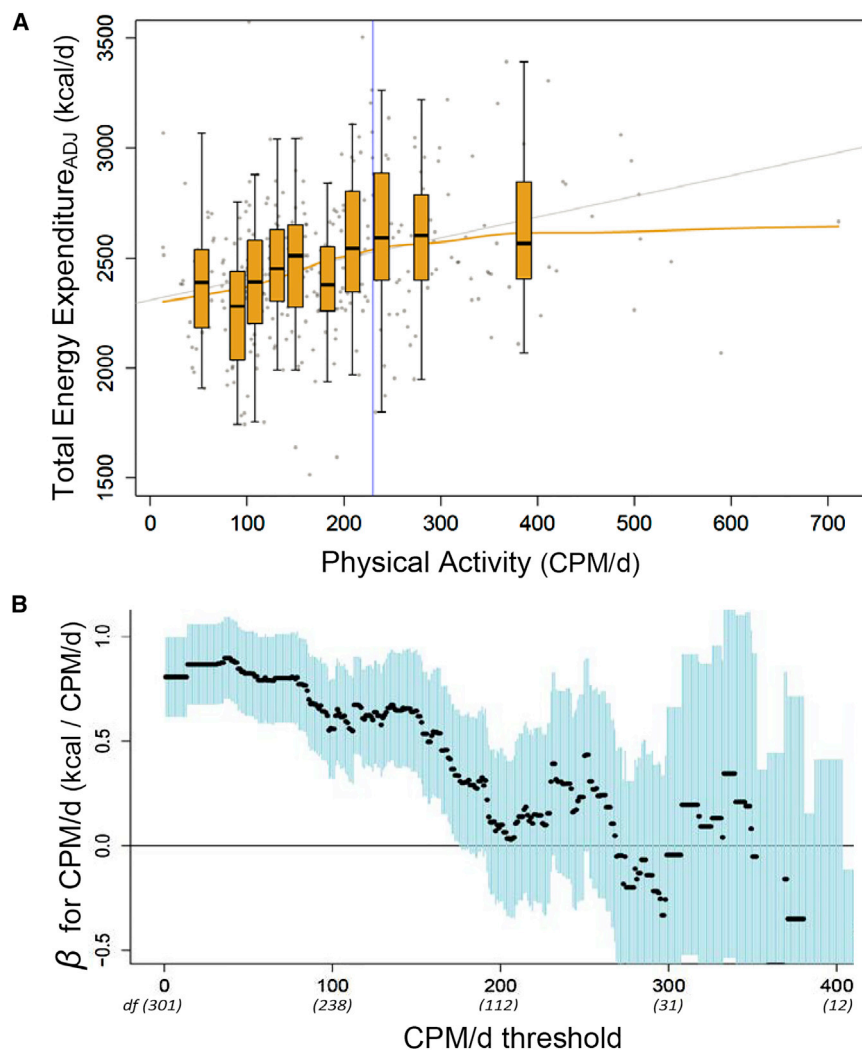 A
Total Energy ExpenditureADJ (kcal/d)
3500
3000
2500
2000
1500
0 100 200 300 400 500 600 700
Physical Activity (CPM/d)
B
β for CPM/d (kcal / CPM/d)
1.0
0.5
0.0
-0.5
0 100 200 300 400
df (301) (238) (112) (31) (12)
CPM/d threshold